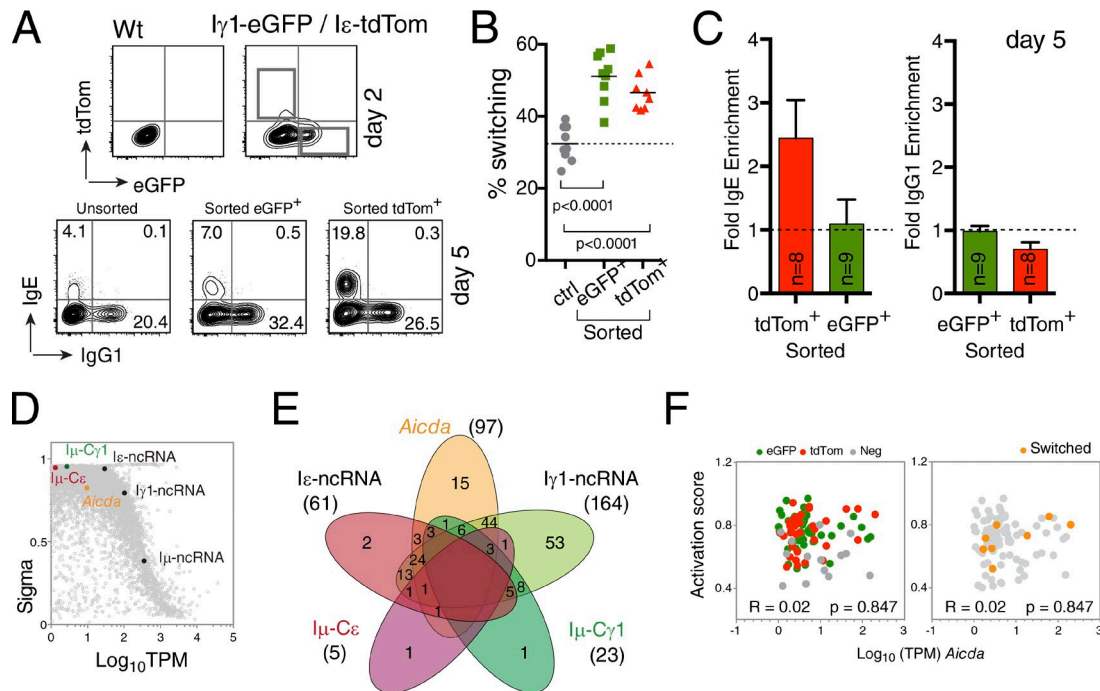 A
Wt
Iγ1-eGFP / Iε-tdTom
tdTom
eGFP
day 2
Unsorted
Sorted eGFP+
Sorted tdTom+
4.1
0.1
7.0
0.5
19.8
0.3
20.4
32.4
26.5
IgE
IgG1
day 5
B
% switching
60
40
20
0
p<0.0001
p<0.0001
ctrl
eGFP+
tdTom+
Sorted
C
day 5
Fold IgE Enrichment
4
3
2
1
0
n=8
n=9
tdTom+ eGFP+
Sorted
Fold IgG1 Enrichment
4
3
2
1
0
n=9
n=8
eGFP+ tdTom+
Sorted
D
Sigma
1
0.5
0
Iμ-Cγ1
Iε-ncRNA
Iμ-Cε
Aicda
Iγ1-ncRNA
Iμ-ncRNA
0 1 2 3 4 5
Log10TPM
E
Aicda (97)
Iε-ncRNA
(61)
Iγ1-ncRNA
(164)
15
2
53
1
44
3
3
6
3
1
24
13
1
1
5
8
1
1
1
Iμ-Cε
(5)
Iμ-Cγ1
(23)
F
eGFP tdTom Neg
Switched
Activation score
1.2
0.8
0.4
R = 0.02 p = 0.847
-1 0 1 2 3
1.2
0.8
0.4
R = 0.02 p = 0.847
-1 0 1 2 3
Log10 (TPM) Aicda